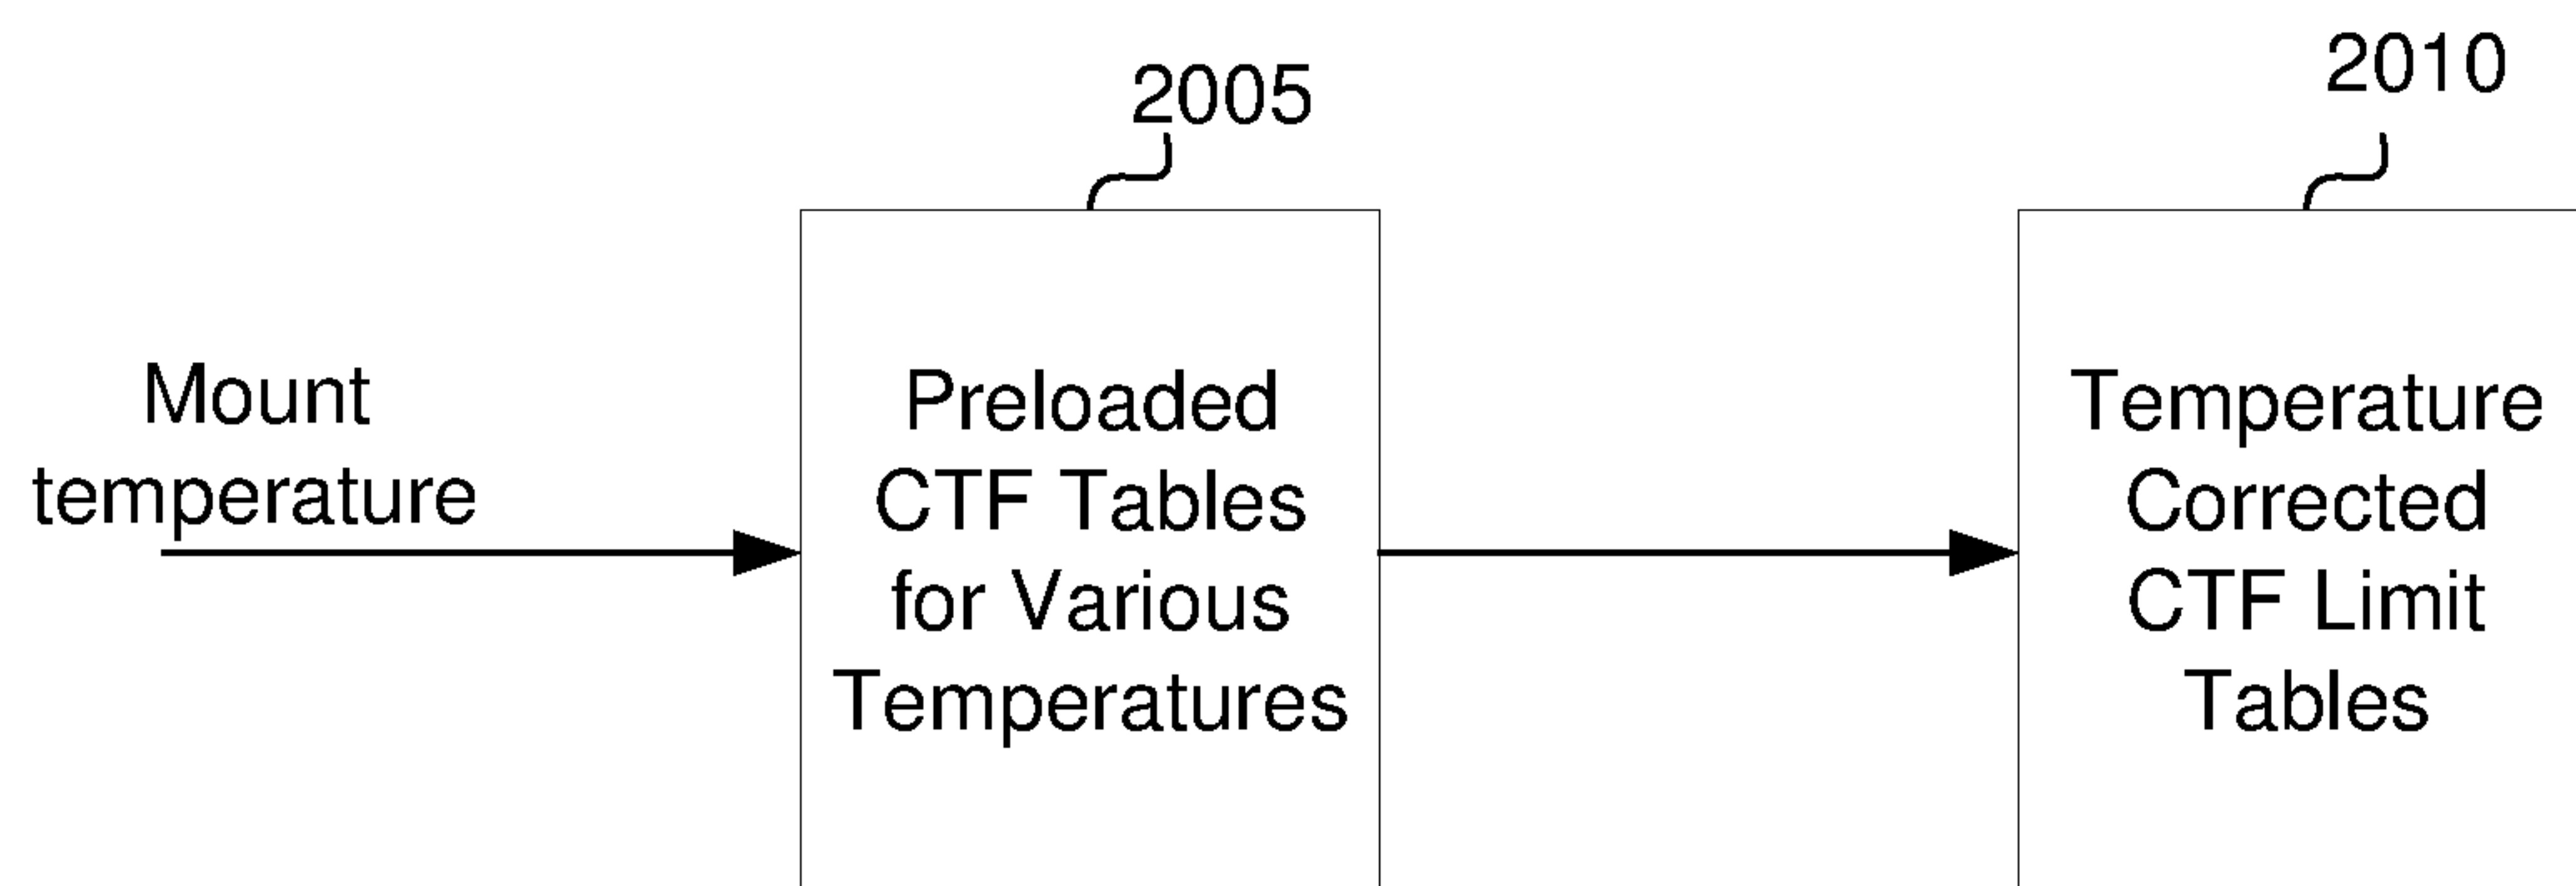 2005
2010
Mount
temperature
Preloaded
CTF Tables
for Various
Temperatures
Temperature
Corrected
CTF Limit
Tables